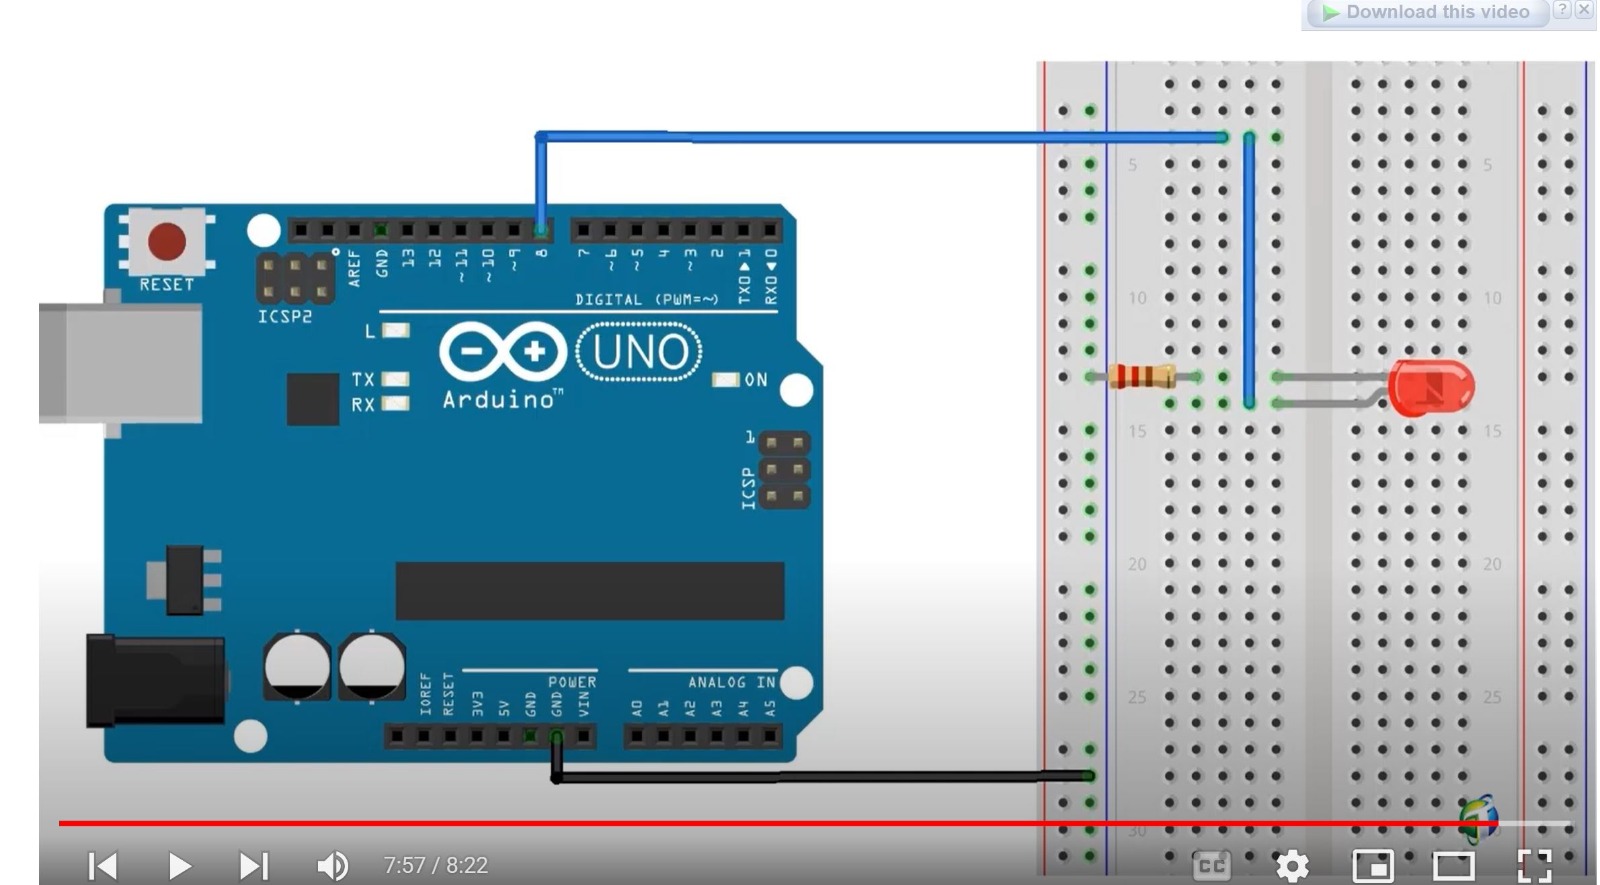 Download this video
?
5 5
RESET
AREF
GND
13
12
~11
~10
~9
8
7
~6
~5
4
~3
2
TXO▶1
RXO◀0
DIGITAL (PWM=~)
ICSP2
10 10
L
UNO
TX
RX
ON
Arduino™
1
ICSP
15 15
20 20
POWER
ANALOG IN
IOREF
RESET
3V3
5V
GND
GND
VIN
A0
A1
A2
A3
A4
A5
25 25
30
7:57 / 8:22
CC